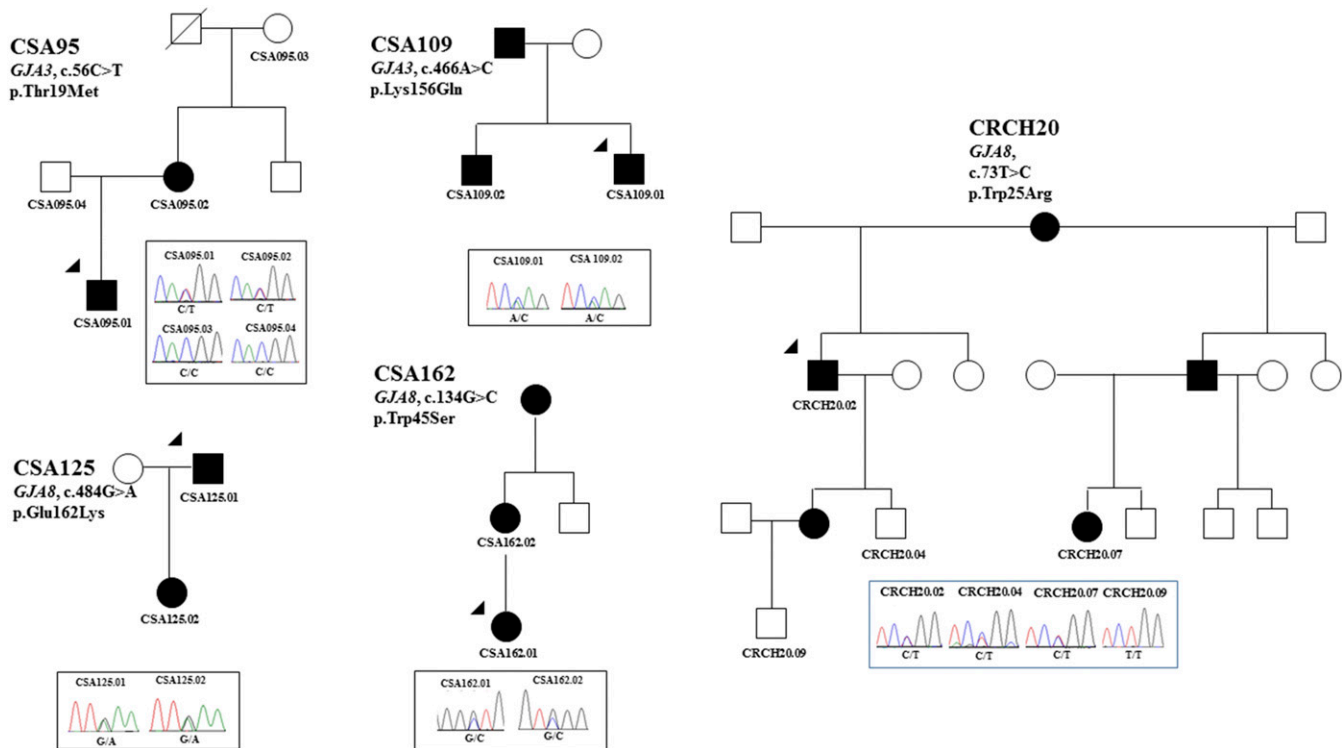 CSA95
GJA3, c.56C>T
p.Thr19Met
CSA095.03
CSA095.04
CSA095.02
CSA095.01
CSA095.01 CSA095.02
C/T C/T
CSA095.03 CSA095.04
C/C C/C
CSA109
GJA3, c.466A>C
p.Lys156Gln
CSA109.02
CSA109.01
CSA109.01 CSA 109.02
A/C A/C
CSA125
GJA8, c.484G>A
p.Glu162Lys
CSA125.01
CSA125.02
CSA125.01 CSA125.02
G/A G/A
CSA162
GJA8, c.134G>C
p.Trp45Ser
CSA162.02
CSA162.01
CSA162.01 CSA162.02
G/C G/C
CRCH20
GJA8,
c.73T>C
p.Trp25Arg
CRCH20.02
CRCH20.04
CRCH20.07
CRCH20.09
CRCH20.02 CRCH20.04 CRCH20.07 CRCH20.09
C/T C/T C/T T/T